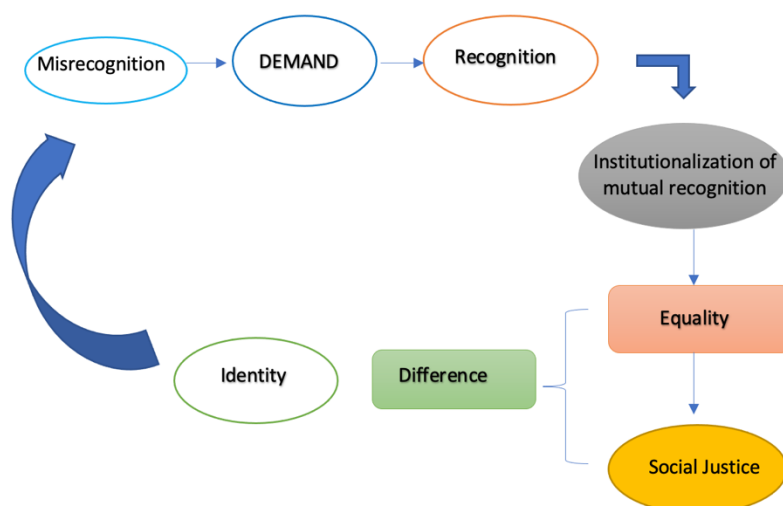 Misrecognition
DEMAND
Recognition
Institutionalization of
mutual recognition
Equality
Identity
Difference
Social Justice